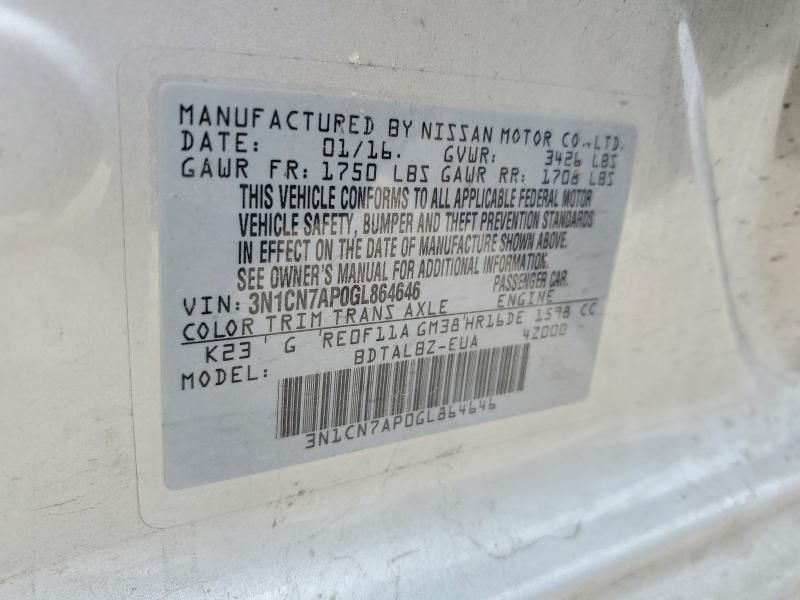 MANUFACTURED BY NISSAN MOTOR CO.,LTD.
DATE: 01/16. GVWR: 3426 LBS
GAWR FR: 1750 LBS GAWR RR: 1708 LBS
THIS VEHICLE CONFORMS TO ALL APPLICABLE FEDERAL MOTOR
VEHICLE SAFETY, BUMPER AND THEFT PREVENTION STANDARDS
IN EFFECT ON THE DATE OF MANUFACTURE SHOWN ABOVE.
SEE OWNER'S MANUAL FOR ADDITIONAL INFORMATION.
VIN: 3N1CN7AP0GL864646 PASSENGER CAR.
COLOR TRIM TRANS AXLE ENGINE
K23 G RE0F11A GM38 HR16DE 1598 CC
MODEL: BDTALBZ-EUA 4Z000
3N1CN7AP0GL864646